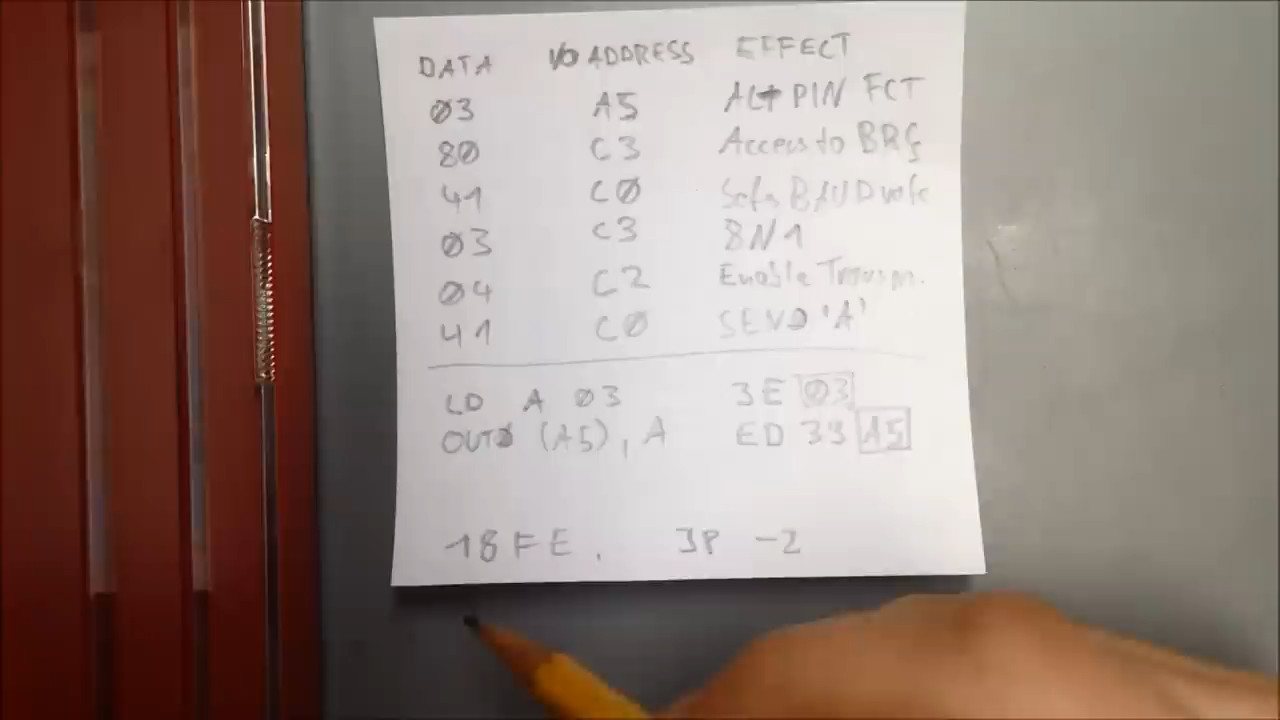 DATA I/O ADDRESS EFFECT
03 A5 ALT PIN FCT
80 C3 Access to BRG
41 C0 Sets BAUD rate
03 C3 8N1
04 C2 Enable Transm.
41 C0 SEND 'A'
LD A 03 3E 03
OUT0 (A5), A ED 39 A5
18 FE. JP -2